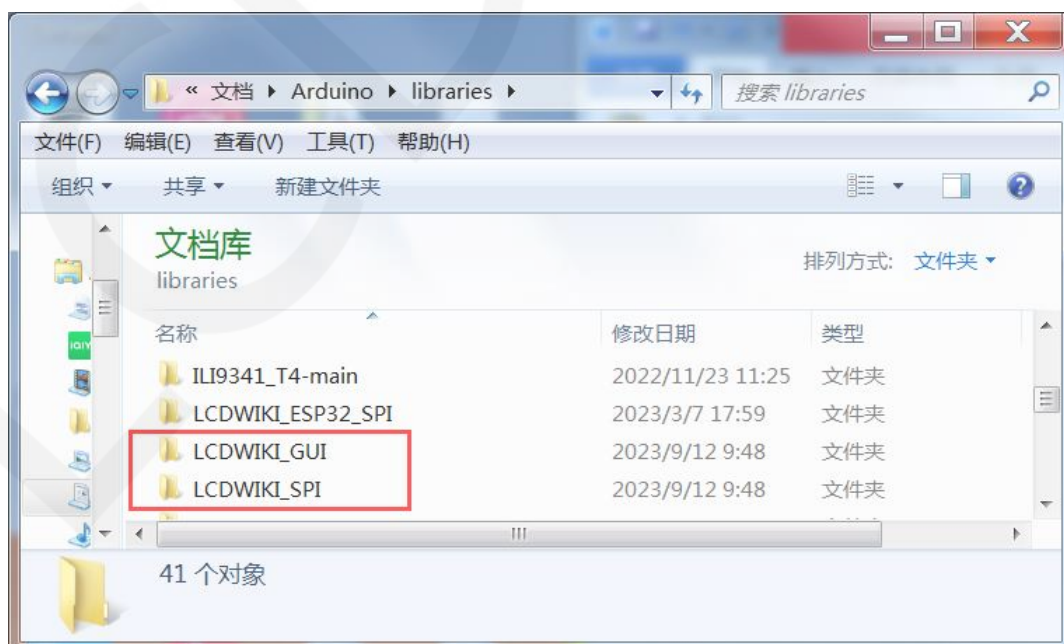 « 文档 ▸ Arduino ▸ libraries ▸ 搜索 libraries
文件(F) 编辑(E) 查看(V) 工具(T) 帮助(H)
组织 共享 新建文件夹
文档库
libraries
排列方式: 文件夹
名称 修改日期 类型
ILI9341_T4-main 2022/11/23 11:25 文件夹
LCDWIKI_ESP32_SPI 2023/3/7 17:59 文件夹
LCDWIKI_GUI 2023/9/12 9:48 文件夹
LCDWIKI_SPI 2023/9/12 9:48 文件夹
41 个对象